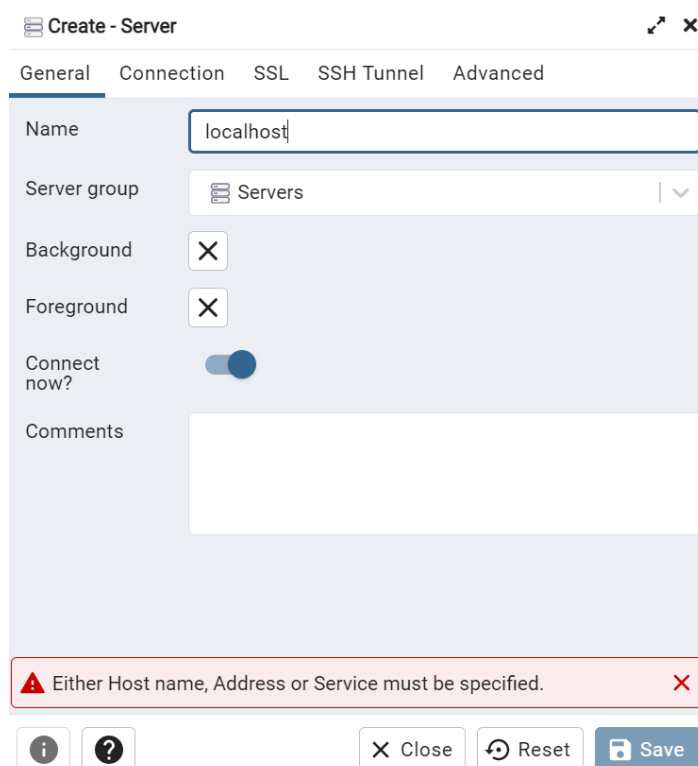 Create - Server
General Connection SSL SSH Tunnel Advanced
Name localhost
Server group Servers
Background
Foreground
Connect
now?
Comments
Either Host name, Address or Service must be specified.
Close Reset Save